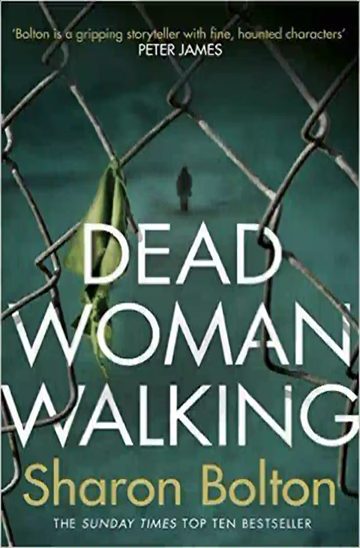 'Bolton is a gripping storyteller with fine, haunted characters'
PETER JAMES
DEAD
WOMAN
WALKING
Sharon Bolton
THE SUNDAY TIMES TOP TEN BESTSELLER